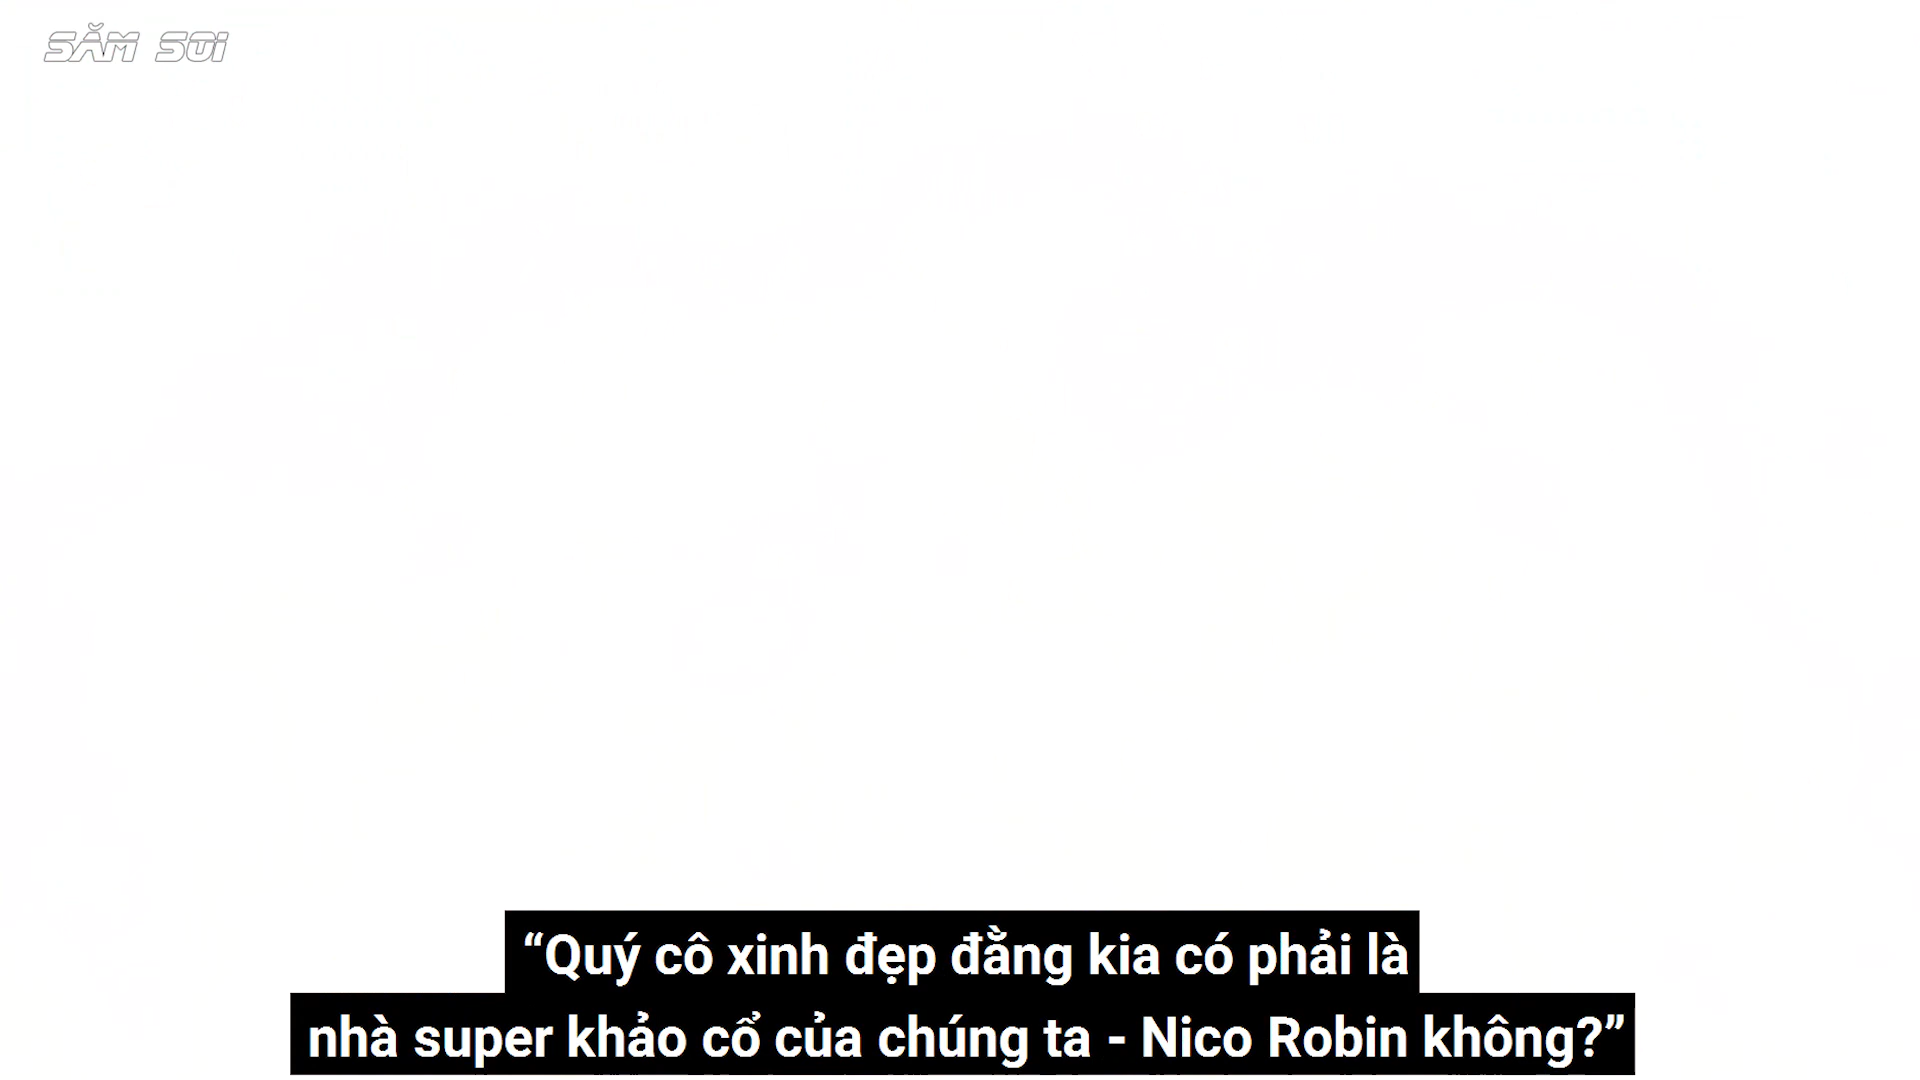 SĂM SOI
“Quý cô xinh đẹp đằng kia có phải là
nhà super khảo cổ của chúng ta - Nico Robin không?”